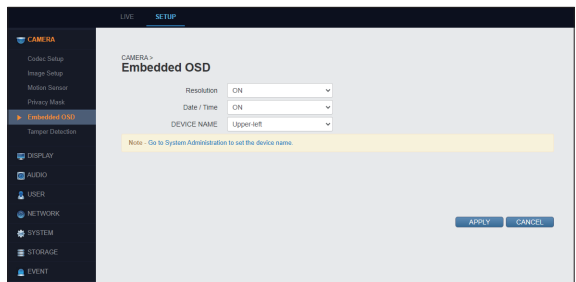 LIVE SETUP
CAMERA
Codec Setup
Image Setup
Motion Sensor
Privacy Mask
Embedded OSD
Tamper Detection
DISPLAY
AUDIO
USER
NETWORK
SYSTEM
STORAGE
EVENT
CAMERA >
Embedded OSD
Resolution ON
Date / Time ON
DEVICE NAME Upper-left
Note - Go to System Administration to set the device name.
APPLY CANCEL